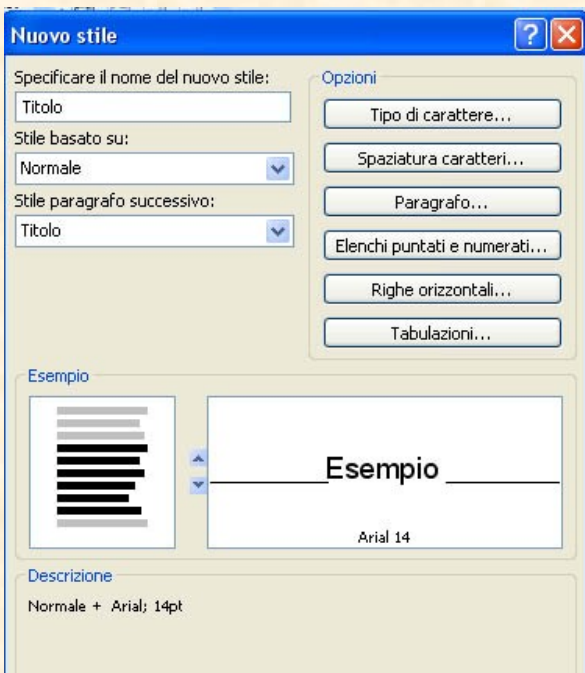 Nuovo stile
Specificare il nome del nuovo stile:
Titolo
Stile basato su:
Normale
Stile paragrafo successivo:
Titolo
Opzioni
Tipo di carattere...
Spaziatura caratteri...
Paragrafo...
Elenchi puntati e numerati...
Righe orizzontali...
Tabulazioni...
Esempio
Esempio
Arial 14
Descrizione
Normale + Arial; 14pt